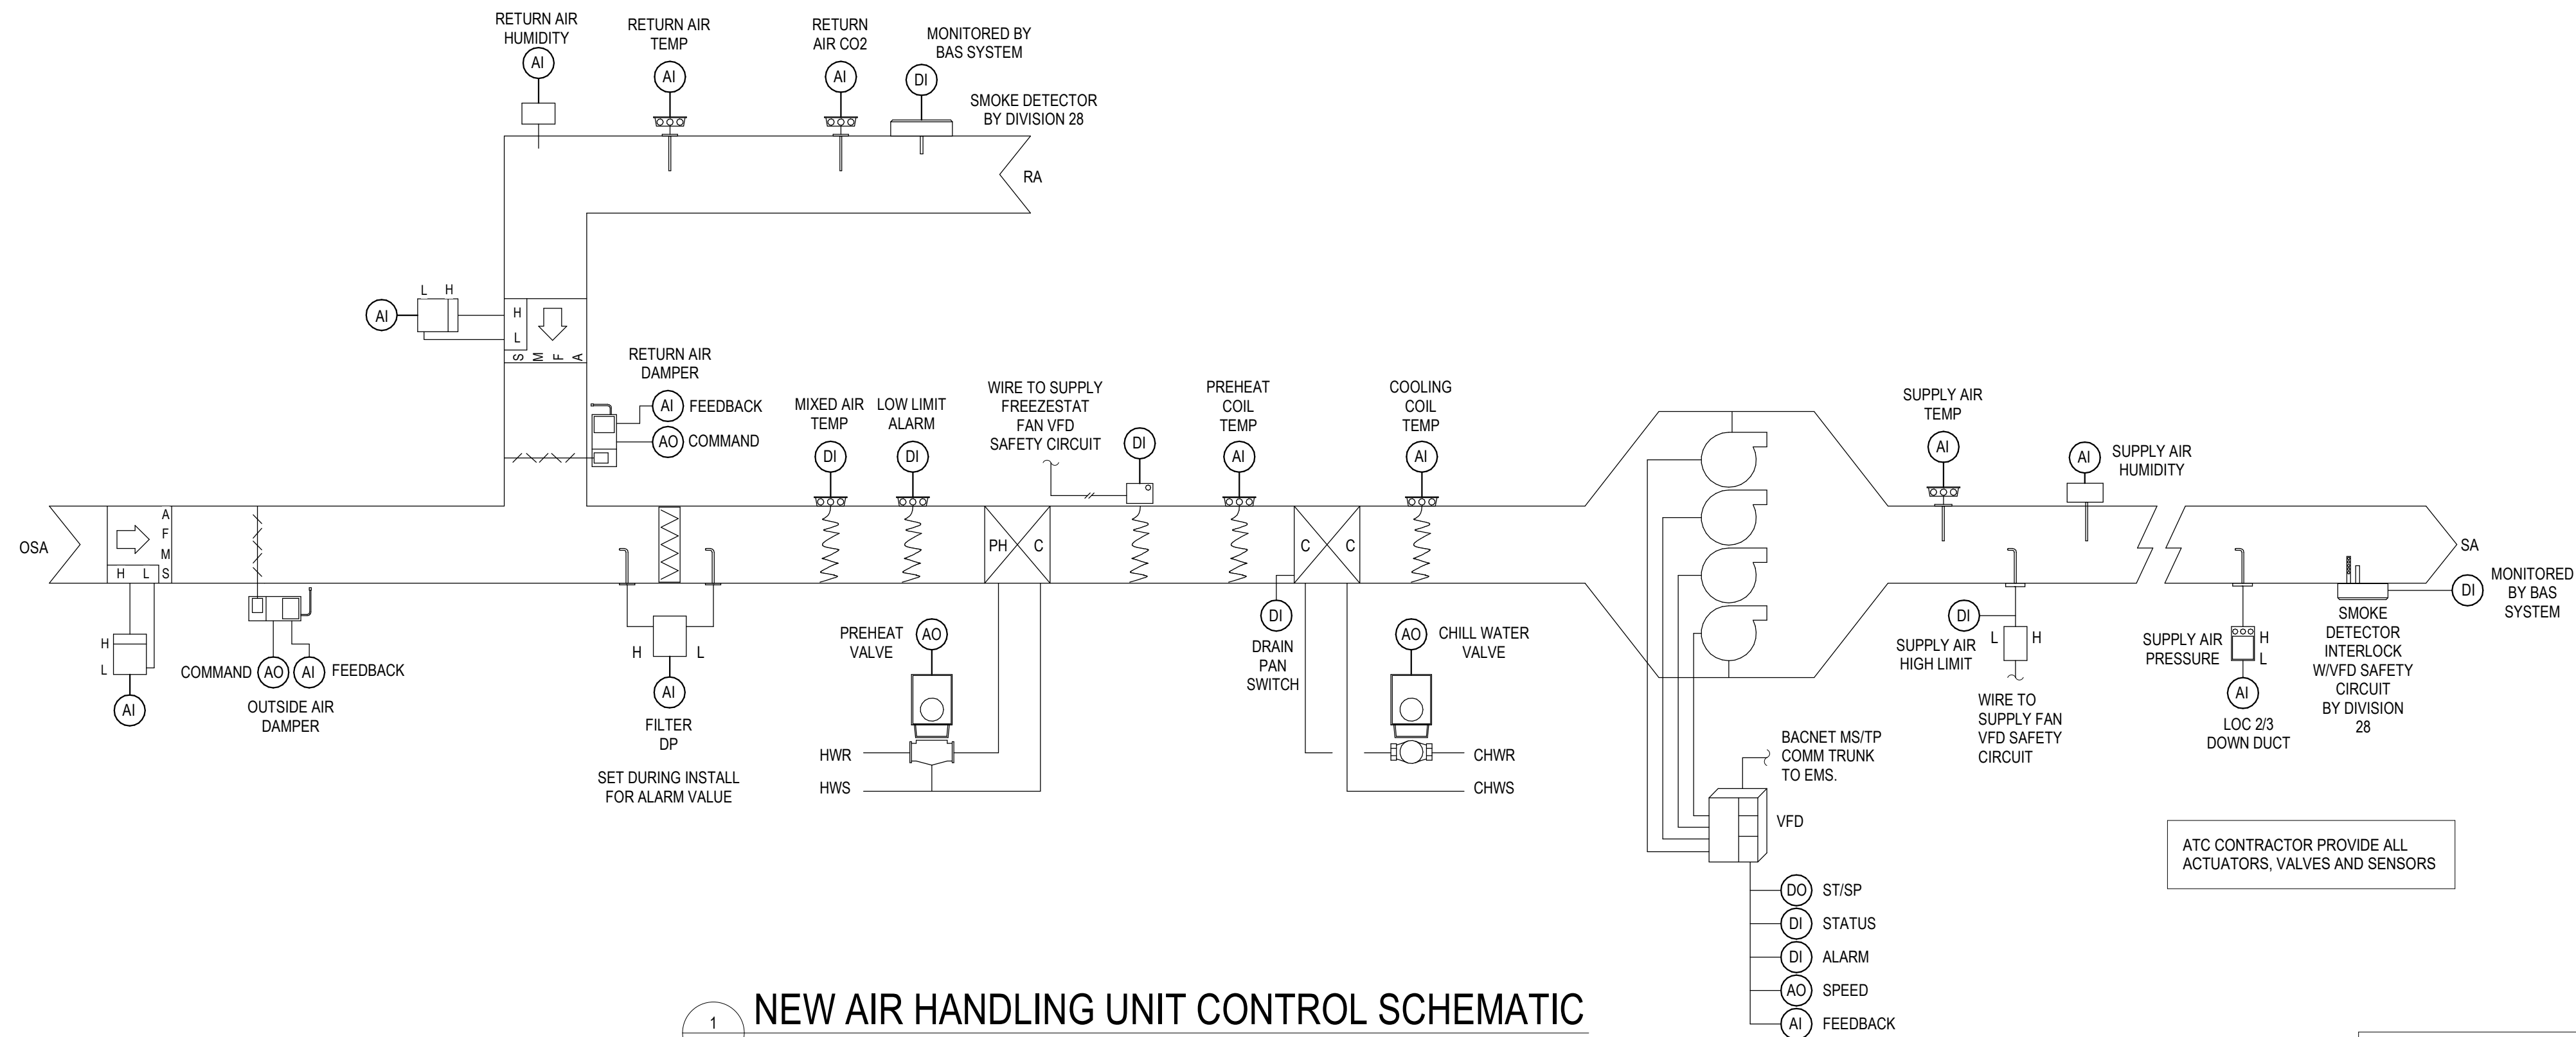 RETURN AIR
HUMIDITY
AI
RETURN AIR
TEMP
AI
RETURN
AIR CO2
AI
MONITORED BY
BAS SYSTEM
DI
SMOKE DETECTOR
BY DIVISION 28
RA
L H
AI
H
L
S M F A
RETURN AIR
DAMPER
AI FEEDBACK
AO COMMAND
MIXED AIR
TEMP
DI
LOW LIMIT
ALARM
DI
WIRE TO SUPPLY
FREEZESTAT
FAN VFD
SAFETY CIRCUIT
DI
PREHEAT
COIL
TEMP
AI
COOLING
COIL
TEMP
AI
SUPPLY AIR
TEMP
AI
AI
SUPPLY AIR
HUMIDITY
OSA
A
F
M
S
H L
H
L
AI
COMMAND AO AI FEEDBACK
OUTSIDE AIR
DAMPER
H L
AI
FILTER
DP
SET DURING INSTALL
FOR ALARM VALUE
PH C
PREHEAT
VALVE
AO
HWR
HWS
C C
DI
DRAIN
PAN
SWITCH
AO
CHILL WATER
VALVE
CHWR
CHWS
BACNET MS/TP
COMM TRUNK
TO EMS.
VFD
DO ST/SP
DI STATUS
DI ALARM
AO SPEED
AI FEEDBACK
DI
SUPPLY AIR
HIGH LIMIT
L H
WIRE TO
SUPPLY FAN
VFD SAFETY
CIRCUIT
SUPPLY AIR
PRESSURE
H
L
AI
LOC 2/3
DOWN DUCT
SMOKE
DETECTOR
INTERLOCK
W/VFD SAFETY
CIRCUIT
BY DIVISION
28
SA
DI
MONITORED
BY BAS
SYSTEM
ATC CONTRACTOR PROVIDE ALL
ACTUATORS, VALVES AND SENSORS
1
NEW AIR HANDLING UNIT CONTROL SCHEMATIC